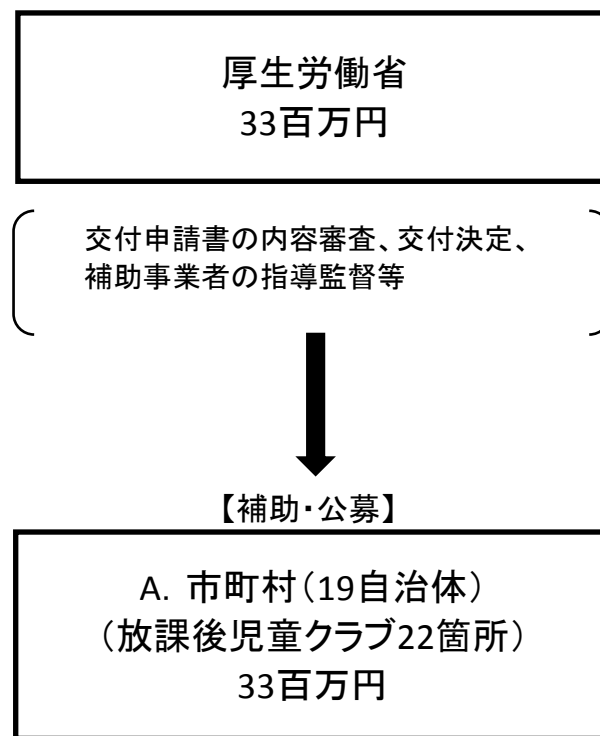 厚生労働省
33百万円
交付申請書の内容審査、交付決定、
補助事業者の指導監督等
【補助・公募】
A. 市町村（19自治体）
（放課後児童クラブ22箇所）
33百万円